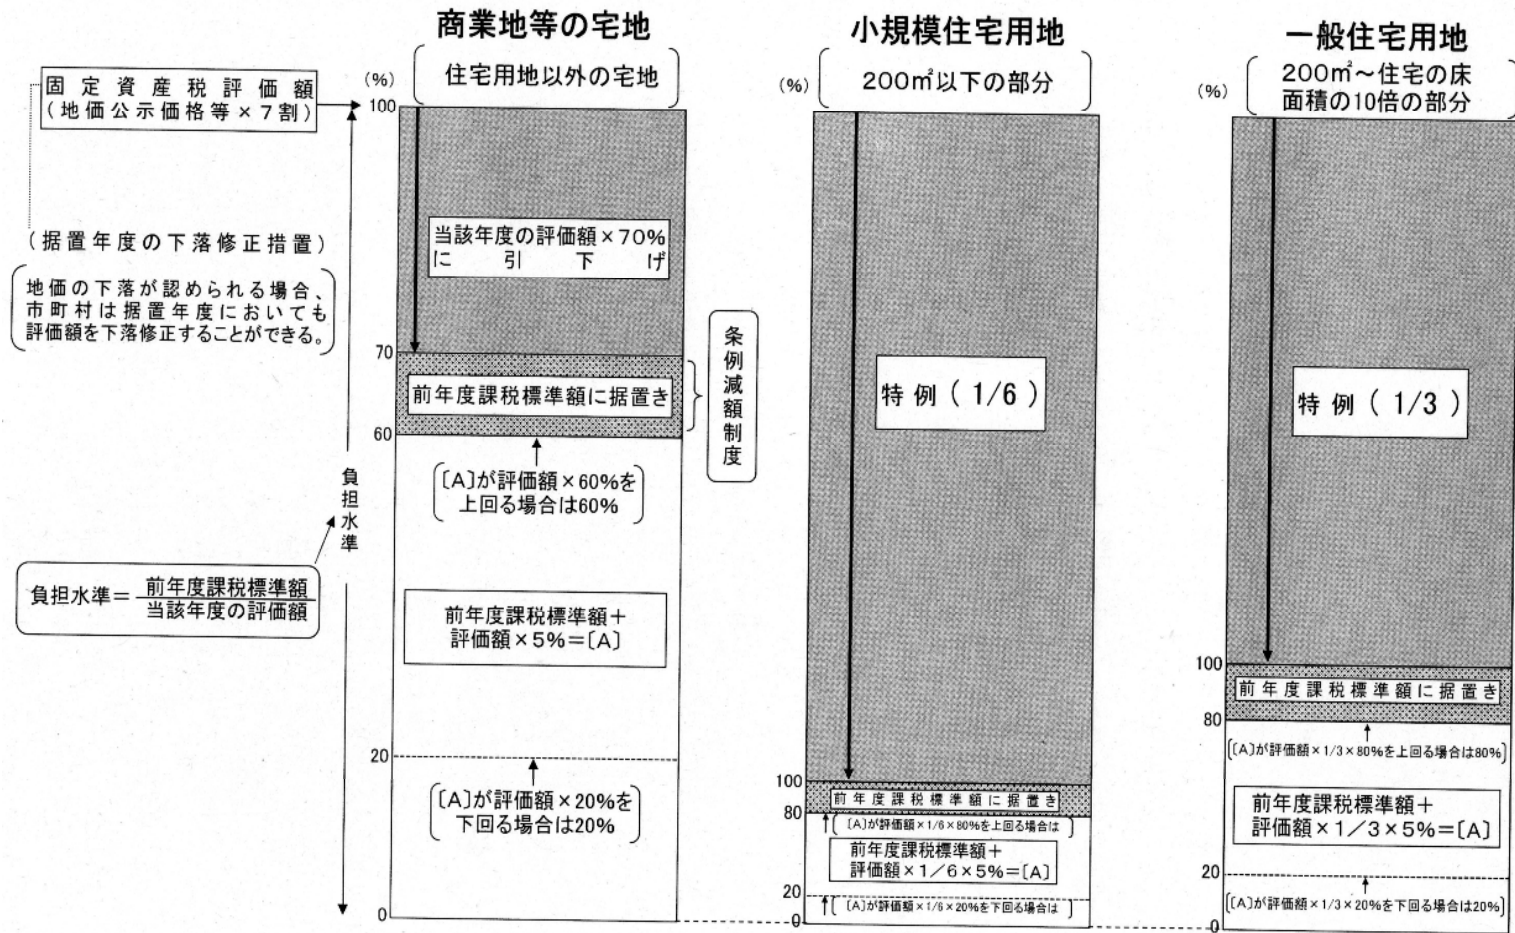 商業地等の宅地
住宅用地以外の宅地
固定資産税評価額
(地価公示価格等×7割)
(据置年度の下落修正措置)
地価の下落が認められる場合、
市町村は据置年度においても
評価額を下落修正することができる。
負担水準
負担水準=前年度課税標準額
当該年度の評価額
(%)
100
当該年度の評価額×70%
に引下げ
70
前年度課税標準額に据置き
60
条例減額制度
〔A〕が評価額×60%を
上回る場合は60%
前年度課税標準額+
評価額×5%=〔A〕
20
〔A〕が評価額×20%を
下回る場合は20%
0
小規模住宅用地
200㎡以下の部分
(%)
特例(1/6)
100
前年度課税標準額に据置き
80
〔A〕が評価額×1/6×80%を上回る場合は
前年度課税標準額+
評価額×1/6×5%=〔A〕
20
〔A〕が評価額×1/6×20%を下回る場合は
0
一般住宅用地
200㎡~住宅の床
面積の10倍の部分
(%)
特例(1/3)
100
前年度課税標準額に据置き
80
〔A〕が評価額×1/3×80%を上回る場合は80%
前年度課税標準額+
評価額×1/3×5%=〔A〕
20
〔A〕が評価額×1/3×20%を下回る場合は20%
0